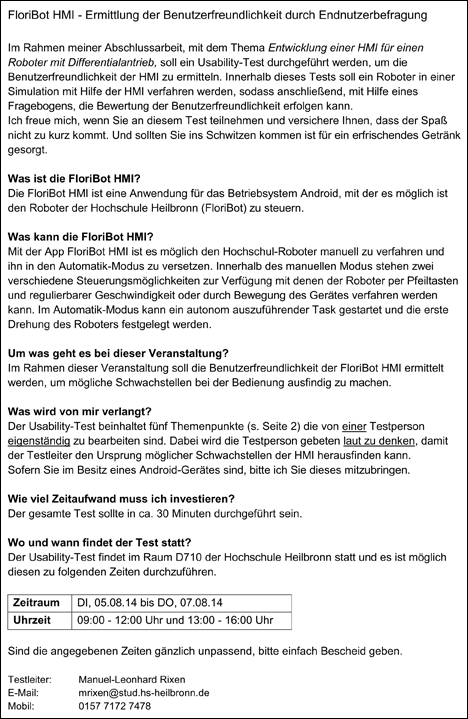 FloriBot HMI - Ermittlung der Benutzerfreundlichkeit durch Endnutzerbefragung
Im Rahmen meiner Abschlussarbeit, mit dem Thema Entwicklung einer HMI für einen
Roboter mit Differentialantrieb, soll ein Usability-Test durchgeführt werden, um die
Benutzerfreundlichkeit der HMI zu ermitteln. Innerhalb dieses Tests soll ein Roboter in einer
Simulation mit Hilfe der HMI verfahren werden, sodass anschließend, mit Hilfe eines
Fragebogens, die Bewertung der Benutzerfreundlichkeit erfolgen kann.
Ich freue mich, wenn Sie an diesem Test teilnehmen und versichere Ihnen, dass der Spaß
nicht zu kurz kommt. Und sollten Sie ins Schwitzen kommen ist für ein erfrischendes Getränk
gesorgt.
Was ist die FloriBot HMI?
Die FloriBot HMI ist eine Anwendung für das Betriebsystem Android, mit der es möglich ist
den Roboter der Hochschule Heilbronn (FloriBot) zu steuern.
Was kann die FloriBot HMI?
Mit der App FloriBot HMI ist es möglich den Hochschul-Roboter manuell zu verfahren und
ihn in den Automatik-Modus zu versetzen. Innerhalb des manuellen Modus stehen zwei
verschiedene Steuerungsmöglichkeiten zur Verfügung mit denen der Roboter per Pfeiltasten
und regulierbarer Geschwindigkeit oder durch Bewegung des Gerätes verfahren werden
kann. Im Automatik-Modus kann ein autonom auszuführender Task gestartet und die erste
Drehung des Roboters festgelegt werden.
Um was geht es bei dieser Veranstaltung?
Im Rahmen dieser Veranstaltung soll die Benutzerfreundlichkeit der FloriBot HMI ermittelt
werden, um mögliche Schwachstellen bei der Bedienung ausfindig zu machen.
Was wird von mir verlangt?
Der Usability-Test beinhaltet fünf Themenpunkte (s. Seite 2) die von einer Testperson
eigenständig zu bearbeiten sind. Dabei wird die Testperson gebeten laut zu denken, damit
der Testleiter den Ursprung möglicher Schwachstellen der HMI herausfinden kann.
Sofern Sie im Besitz eines Android-Gerätes sind, bitte ich Sie dieses mitzubringen.
Wie viel Zeitaufwand muss ich investieren?
Der gesamte Test sollte in ca. 30 Minuten durchgeführt sein.
Wo und wann findet der Test statt?
Der Usability-Test findet im Raum D710 der Hochschule Heilbronn statt und es ist möglich
diesen zu folgenden Zeiten durchzuführen.
Zeitraum DI, 05.08.14 bis DO, 07.08.14
Uhrzeit 09:00 - 12:00 Uhr und 13:00 - 16:00 Uhr
Sind die angegebenen Zeiten gänzlich unpassend, bitte einfach Bescheid geben.
Testleiter: Manuel-Leonhard Rixen
E-Mail: mrixen@stud.hs-heilbronn.de
Mobil: 0157 7172 7478